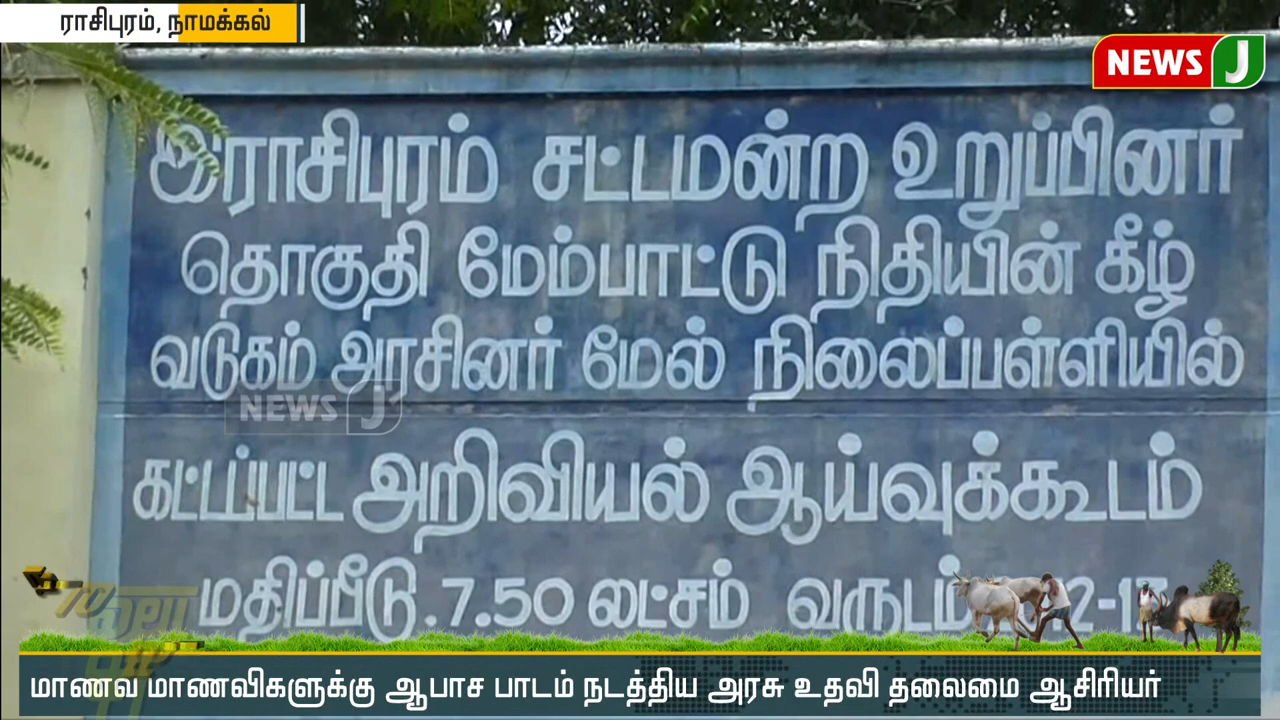 ராசிபுரம், நாமக்கல்
NEWS J
இராசிபுரம் சட்டமன்ற உறுப்பினர்
தொகுதி மேம்பாட்டு நிதியின் கீழ்
வடுகம் அரசினர் மேல் நிலைப்பள்ளியில்
NEWS J
கட்டப்பட்ட அறிவியல் ஆய்வுக்கூடம்
மதிப்பீடு .7.50 லட்சம் வருடம்
மாணவ மாணவிகளுக்கு ஆபாச பாடம் நடத்திய அரசு உதவி தலைமை ஆசிரியர்